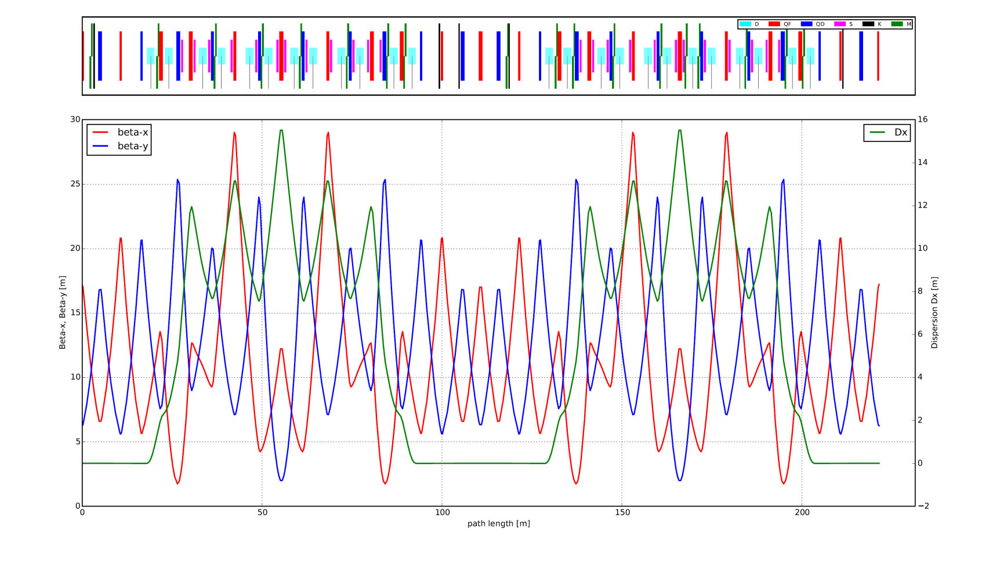 D QF QD S K M
beta-x
beta-y
Dx
30
25
20
15
10
5
0
Beta-x, Beta-y [m]
16
14
12
10
8
6
4
2
0
−2
Dispersion Dx [m]
0 50 100 150 200
path length [m]